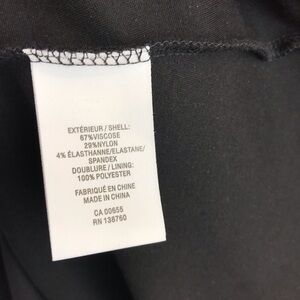 EXTÉRIEUR / SHELL:
67%VISCOSE
29%NYLON
4% ÉLASTHANNE/ELASTANE/
SPANDEX
DOUBLURE / LINING:
100% POLYESTER
FABRIQUÉ EN CHINE
MADE IN CHINA
CA 00655
RN 136760